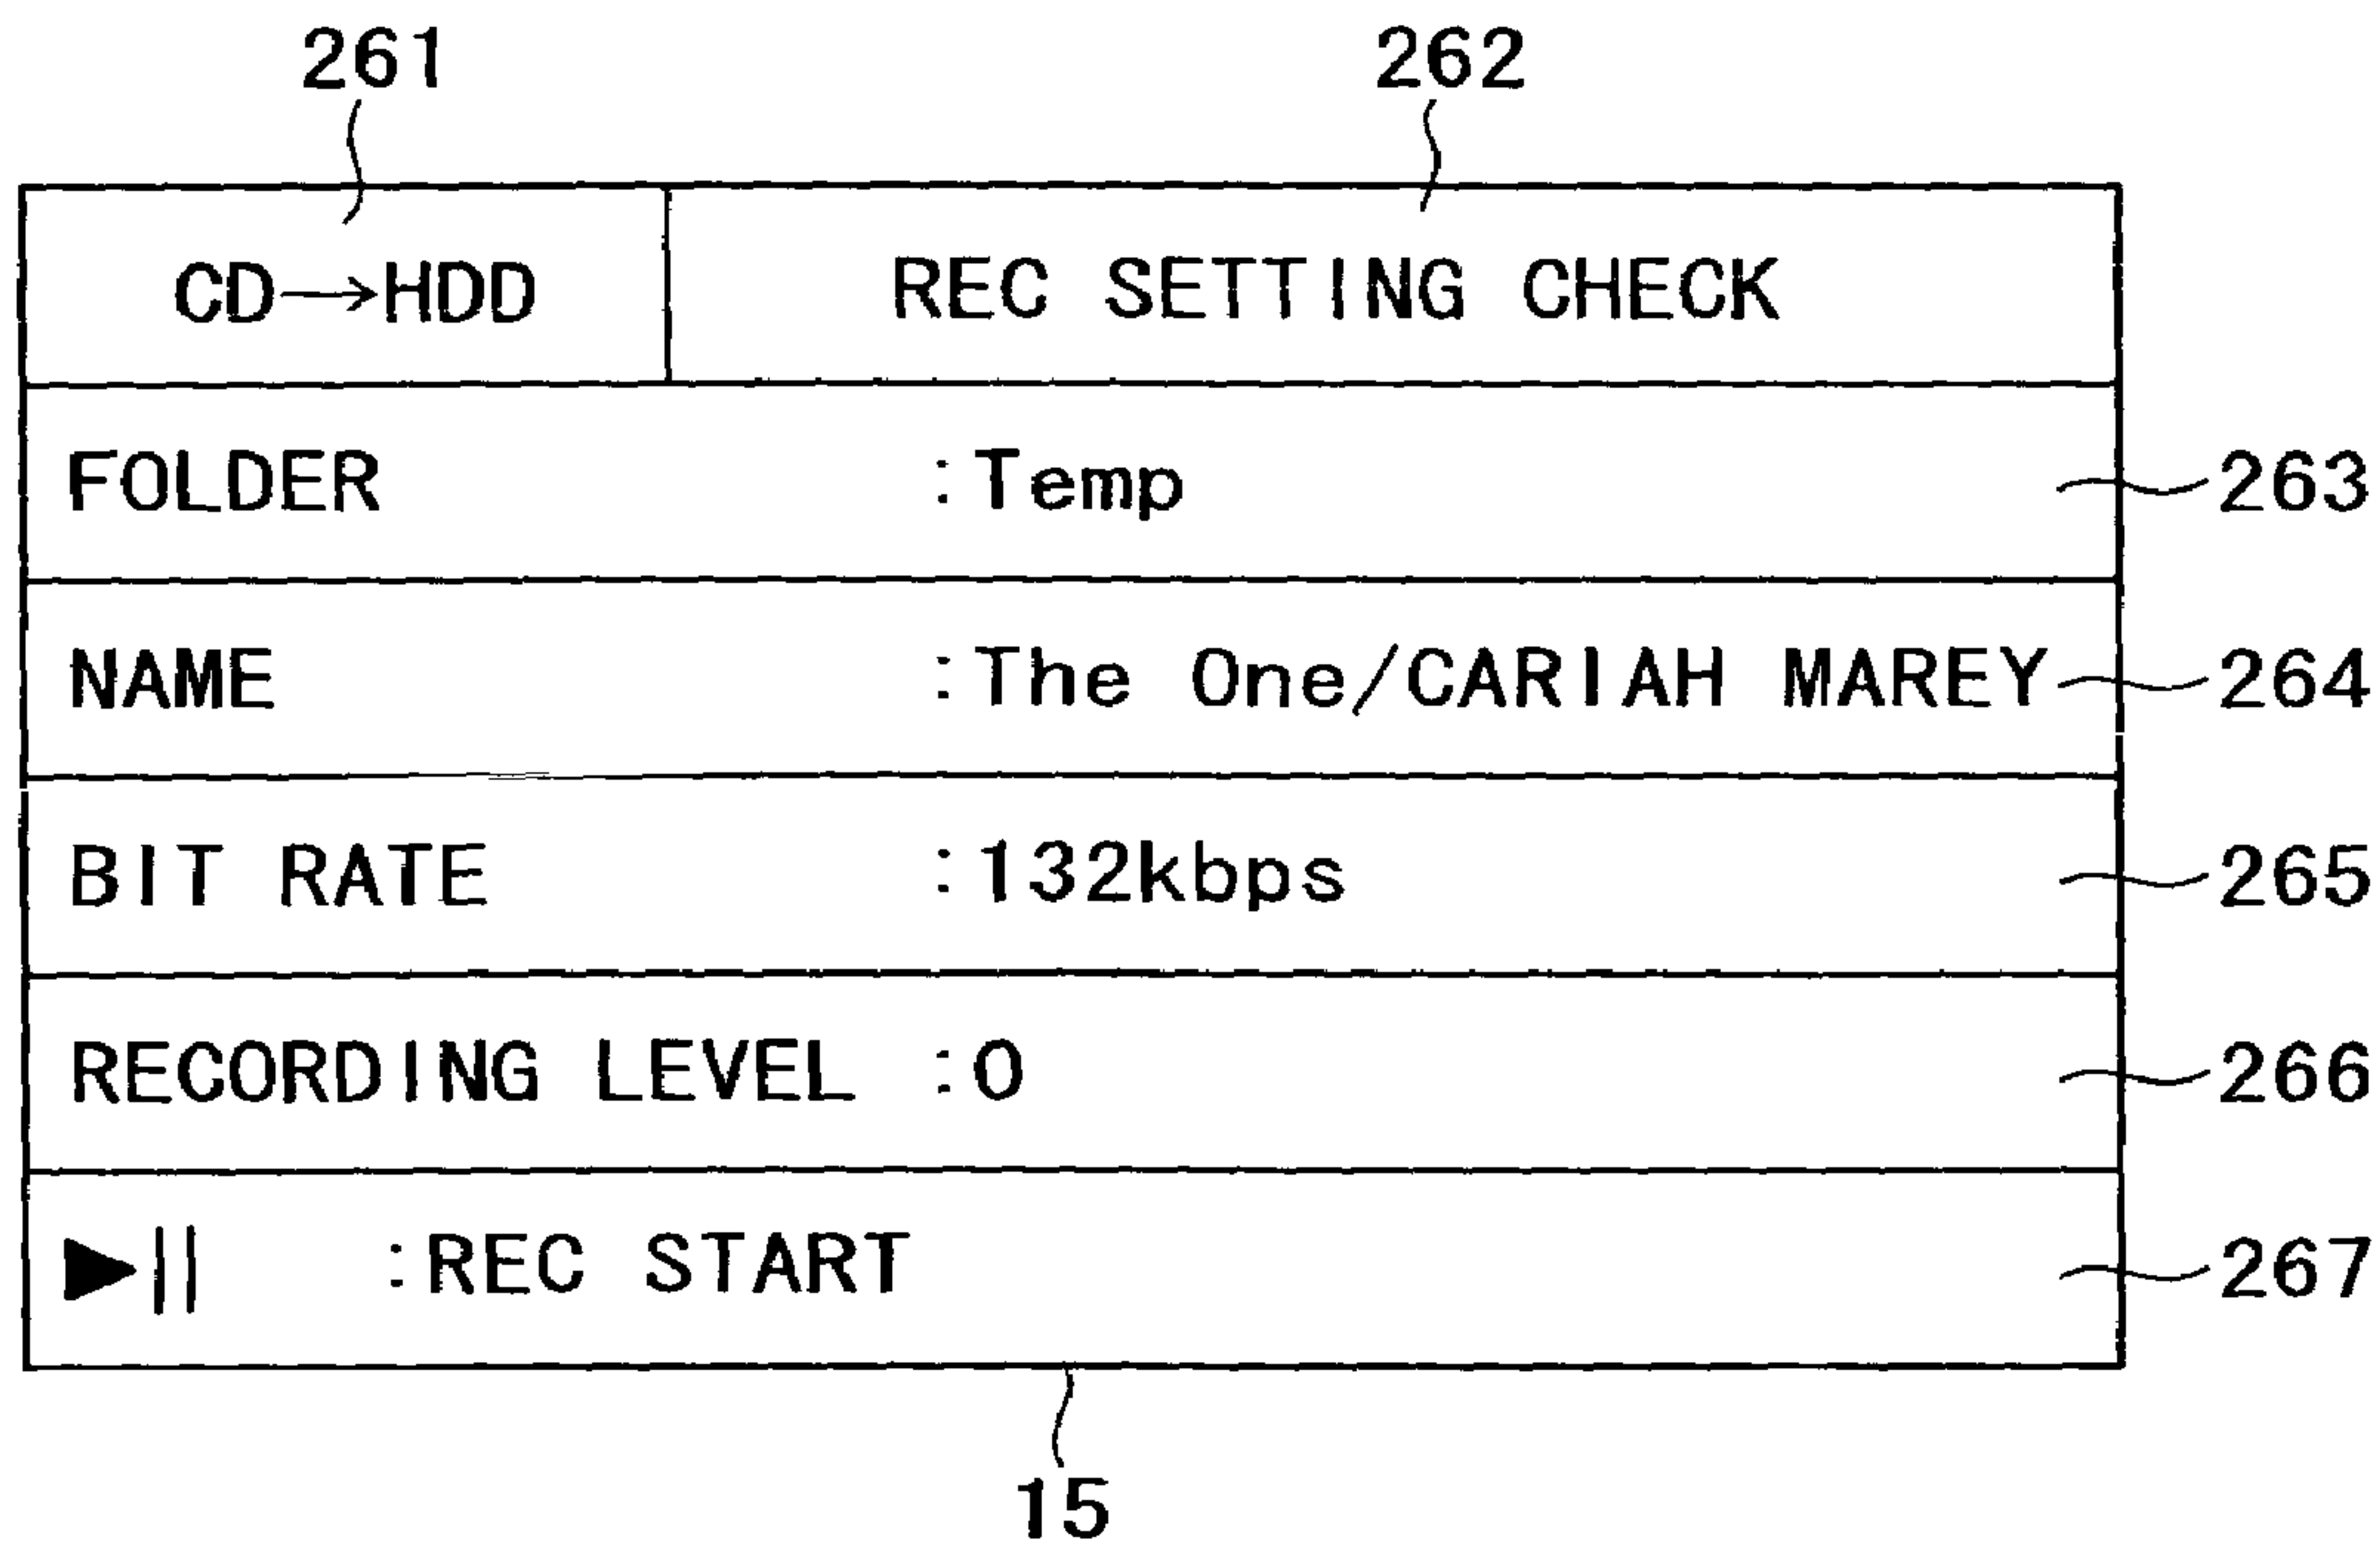 261 262
CD→HDD REC SETTING CHECK
FOLDER :Temp 263
NAME :The One/CARIAH MAREY 264
BIT RATE :132kbps 265
RECORDING LEVEL :0 266
▶|| :REC START 267
15